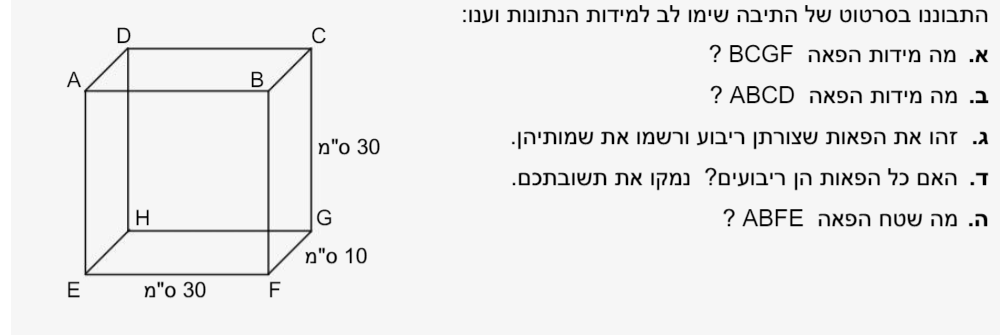 התבוננו בסרטוט של התיבה שימו לב למידות הנתונות וענו:
א. מה מידות הפאה BCGF ?
ב. מה מידות הפאה ABCD ?
ג. זהו את הפאות שצורתן ריבוע ורשמו את שמותיהן.
ד. האם כל הפאות הן ריבועים? נמקו את תשובתכם.
ה. מה שטח הפאה ABFE ?
D
C
A
B
30 ס"מ
H
G
10 ס"מ
E
30 ס"מ
F